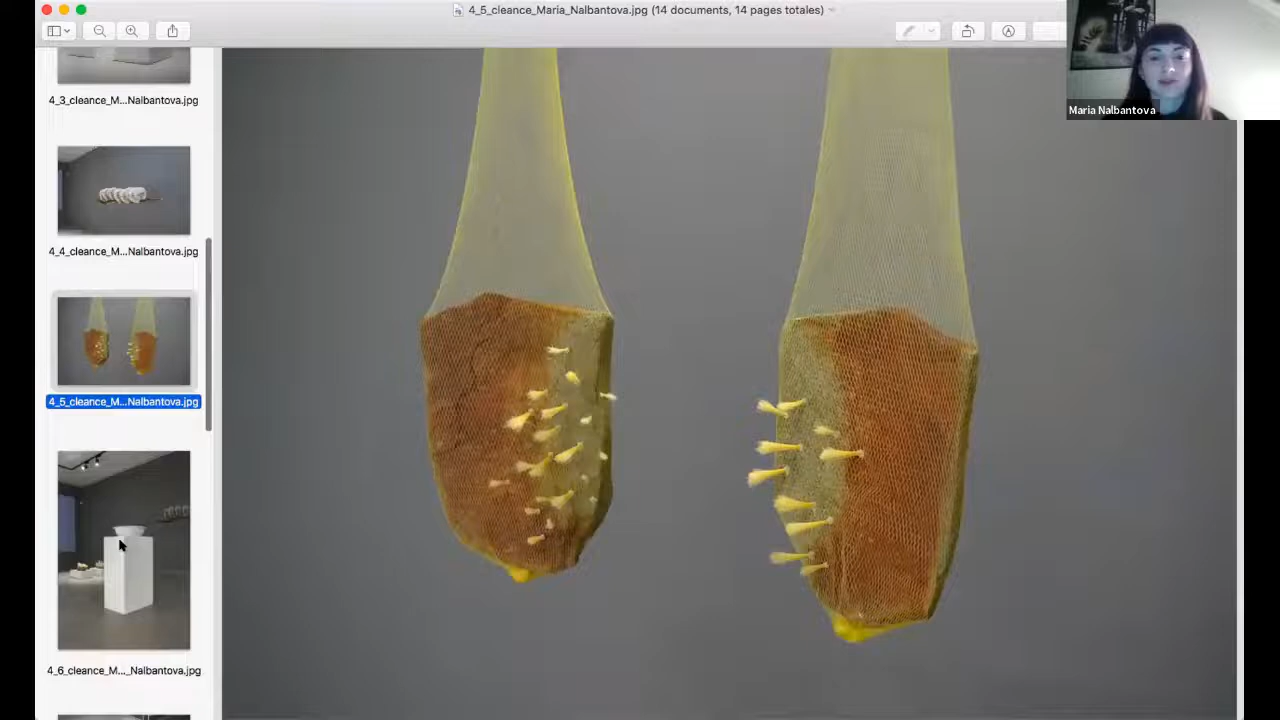 4_5_cleance_Maria_Nalbantova.jpg (14 documents, 14 pages totales)
Maria Nalbantova
4_3_cleance_M...Nalbantova.jpg
4_4_cleance_M...Nalbantova.jpg
4_5_cleance_M...Nalbantova.jpg
4_6_cleance_M..._Nalbantova.jpg